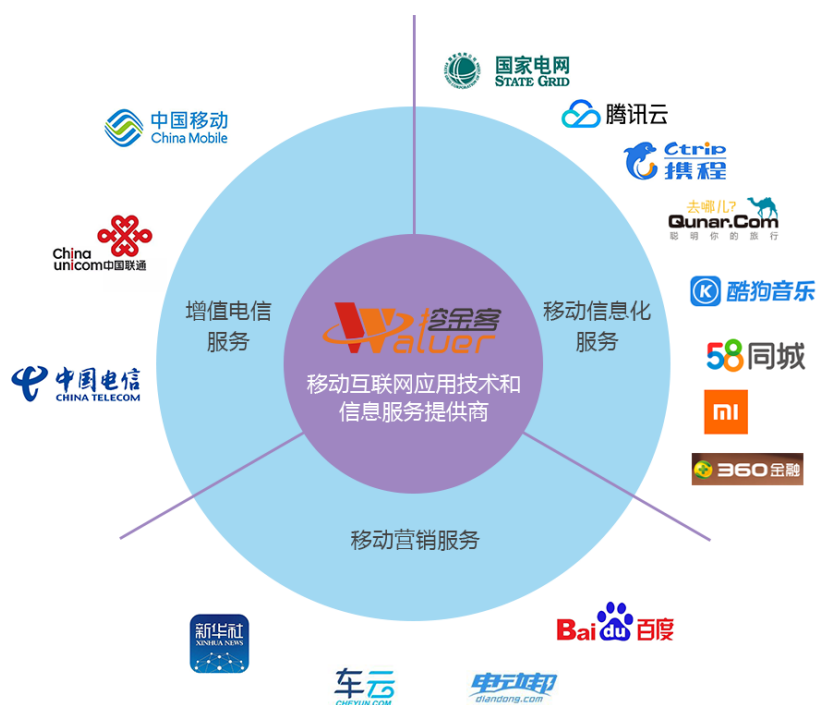 国家电网
STATE GRID
腾讯云
中国移动
China Mobile
Ctrip
携程
去哪儿?
Qunar.Com
聪明你的旅行
China
unicom中国联通
酷狗音乐
增值电信
服务
挖金客
Waluer
移动信息化
服务
58同城
中国电信
CHINA TELECOM
移动互联网应用技术和
信息服务提供商
mi
360金融
移动营销服务
新华社
XINHUA NEWS
Baidu百度
车云
CHEYUN.COM
电动邦
diandong.com